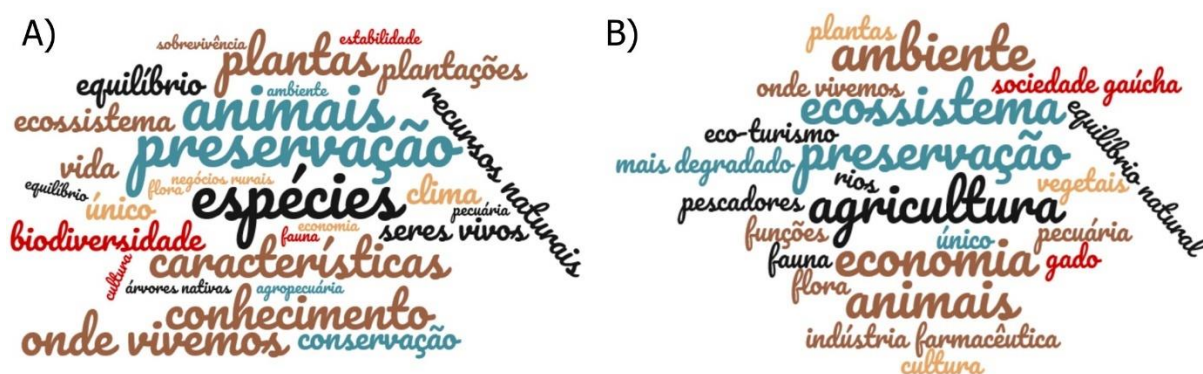 A)
sobrevivência
estabilidade
plantas
plantações
equilíbrio
ambiente
animais
recursos naturais
ecossistema
preservação
vida
negócios rurais
equilíbrio
flora
espécies
clima
único
pecuária
economia
biodiversidade
fauna
seres vivos
características
cultura
árvores nativas
agropecuária
conhecimento
onde vivemos
conservação
B)
plantas
ambiente
onde vivemos
sociedade gaúcha
ecossistema
equilíbrio natural
eco-turismo
mais degradado
preservação
rios
vegetais
pescadores
agricultura
funções
único
pecuária
fauna
economia
gado
flora
animais
indústria farmacêutica
cultura